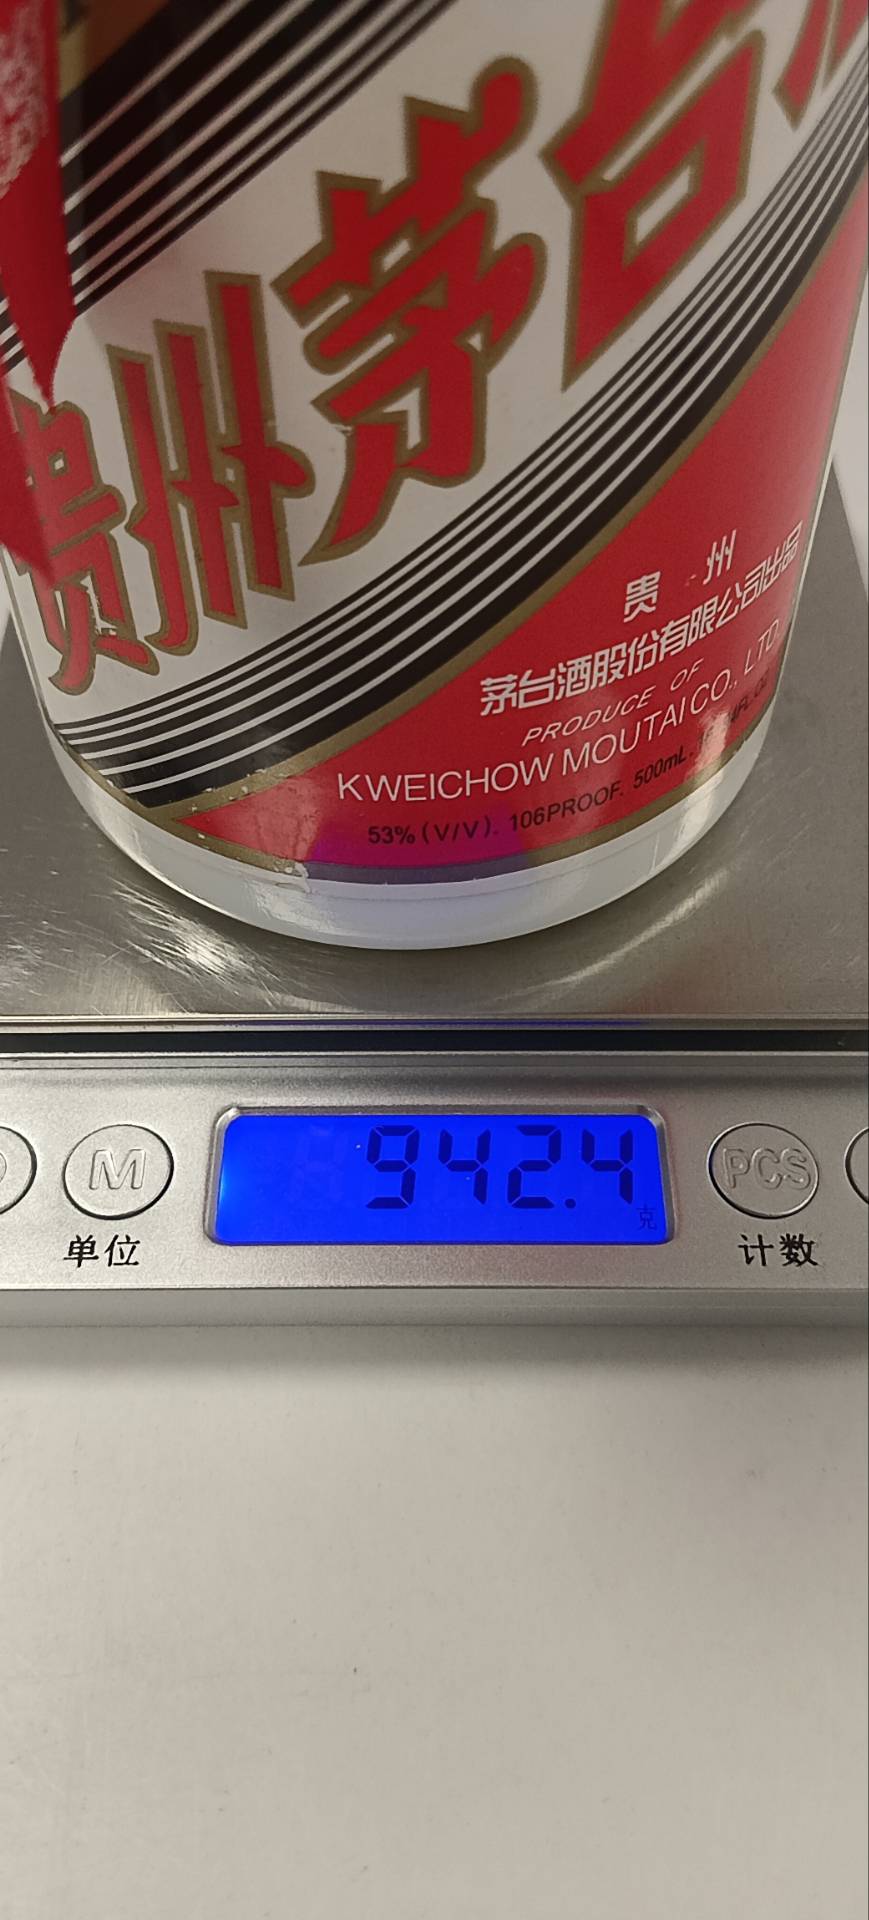 贵州茅台
贵 州
茅台酒股份有限公司出品
PRODUCE OF
KWEICHOW MOUTAI CO., LTD.
53% (V/V). 106PROOF. 500mL.
942.4
克
M
PCS
单位
计数